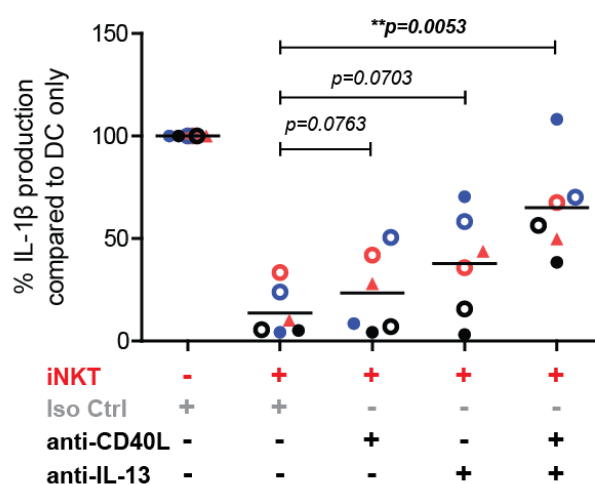 150
**p=0.0053
p=0.0703
100
p=0.0763
% IL-1β production
compared to DC only
50
0
iNKT - + + + +
Iso Ctrl + + - - -
anti-CD40L - - + - +
anti-IL-13 - - - + +